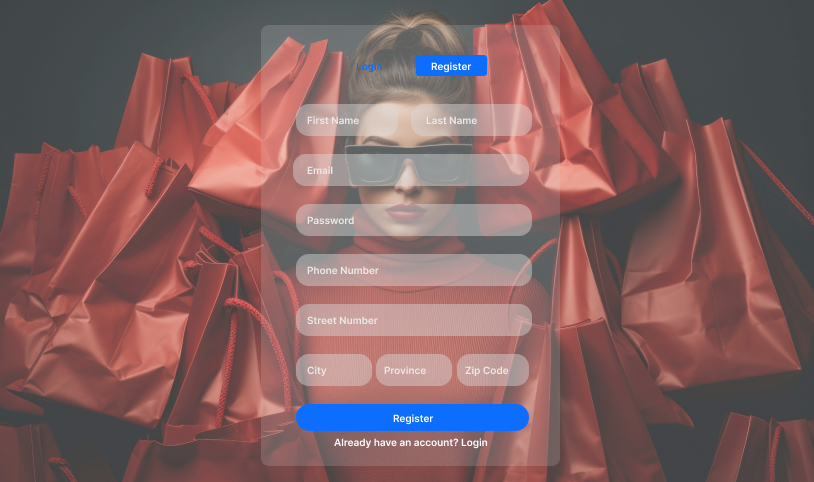 Login Register
First Name Last Name
Email
Password
Phone Number
Street Number
City Province Zip Code
Register
Already have an account? Login